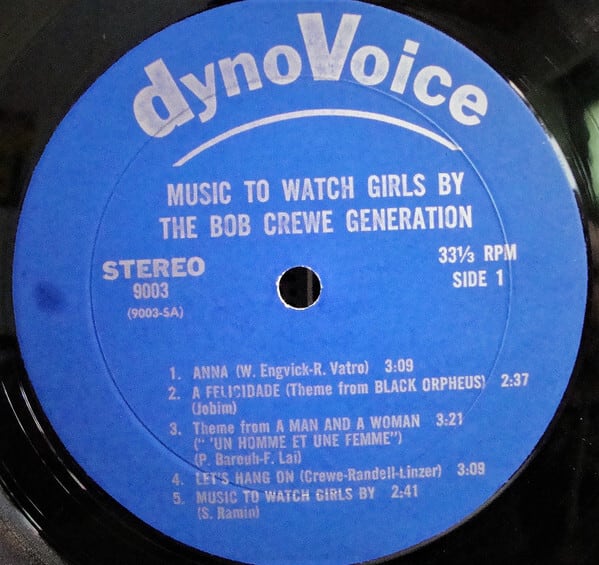 dynoVoice
MUSIC TO WATCH GIRLS BY
THE BOB CREWE GENERATION
STEREO
9003
(9003-SA)
33⅓ RPM
SIDE 1
1. ANNA (W. Engvick-R. Vatro) 3:09
2. A FELICIDADE (Theme from BLACK ORPHEUS) 2:37
(Jobim)
3. Theme from A MAN AND A WOMAN 3:21
(" 'UN HOMME ET UNE FEMME")
(P. Barouh-F. Lai)
4. LET'S HANG ON (Crewe-Randell-Linzer) 3:09
5. MUSIC TO WATCH GIRLS BY 2:41
(S. Ramin)